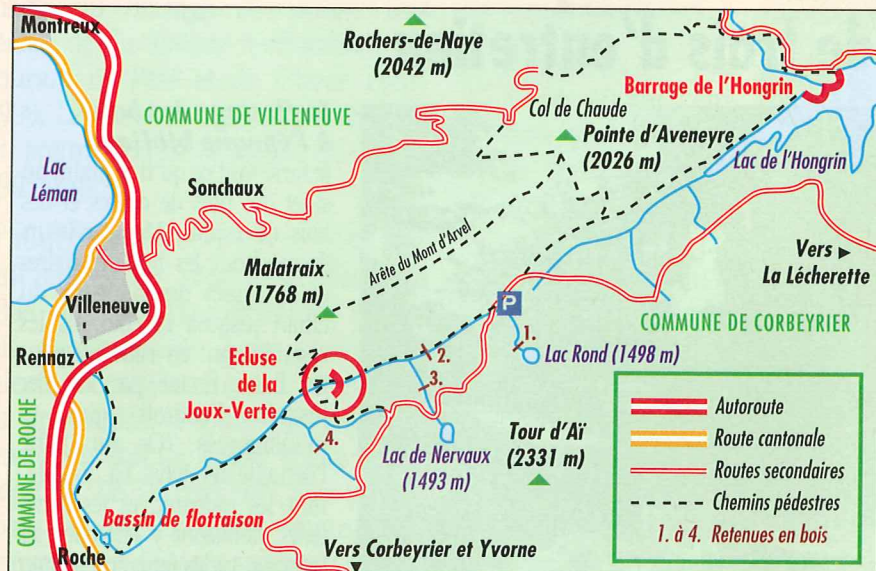 Montreux
Rochers-de-Naye
(2042 m)
Barrage de l'Hongrin
COMMUNE DE VILLENEUVE
Col de Chaude
Pointe d'Aveneyre
(2026 m)
Lac
Léman
Sonchaux
Lac de l'Hongrin
Arête du Mont d'Arvel
Vers
La Lécherette
Malatraix
(1768 m)
Villeneuve
P
COMMUNE DE CORBEYRIER
Rennaz
Ecluse
de la
Joux-Verte
1.
2.
3.
Lac Rond (1498 m)
4.
Lac de Nervaux
(1493 m)
Tour d'Aï
(2331 m)
COMMUNE DE ROCHE
Bassin de flottaison
Roche
Vers Corbeyrier et Yvorne
Autoroute
Route cantonale
Routes secondaires
Chemins pédestres
1. à 4. Retenues en bois